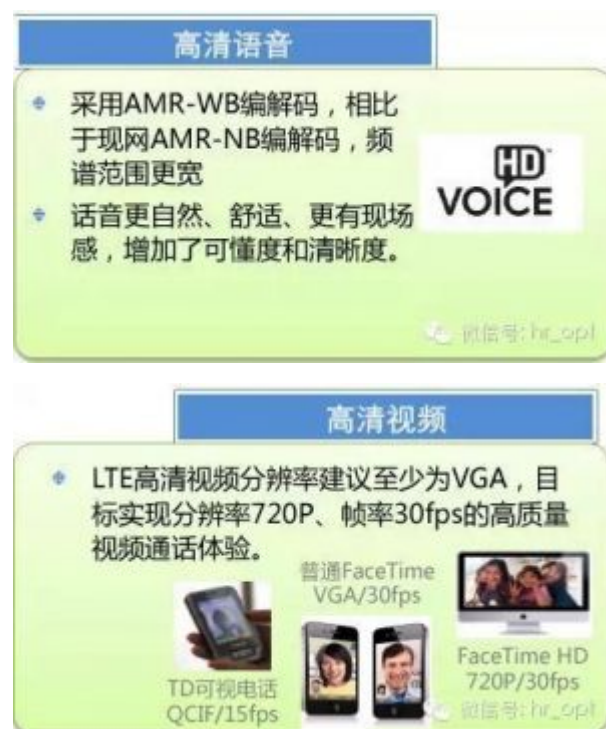 高清语音
采用AMR-WB编解码，相比
于现网AMR-NB编解码，频
谱范围更宽
话音更自然、舒适、更有现场
感，增加了可懂度和清晰度。
HD
VOICE
微信号: hr_opt
高清视频
LTE高清视频分辨率建议至少为VGA，目
标实现分辨率720P、帧率30fps的高质量
视频通话体验。
普通FaceTime
VGA/30fps
FaceTime HD
720P/30fps
TD可视电话
QCIF/15fps
微信号: hr_opt